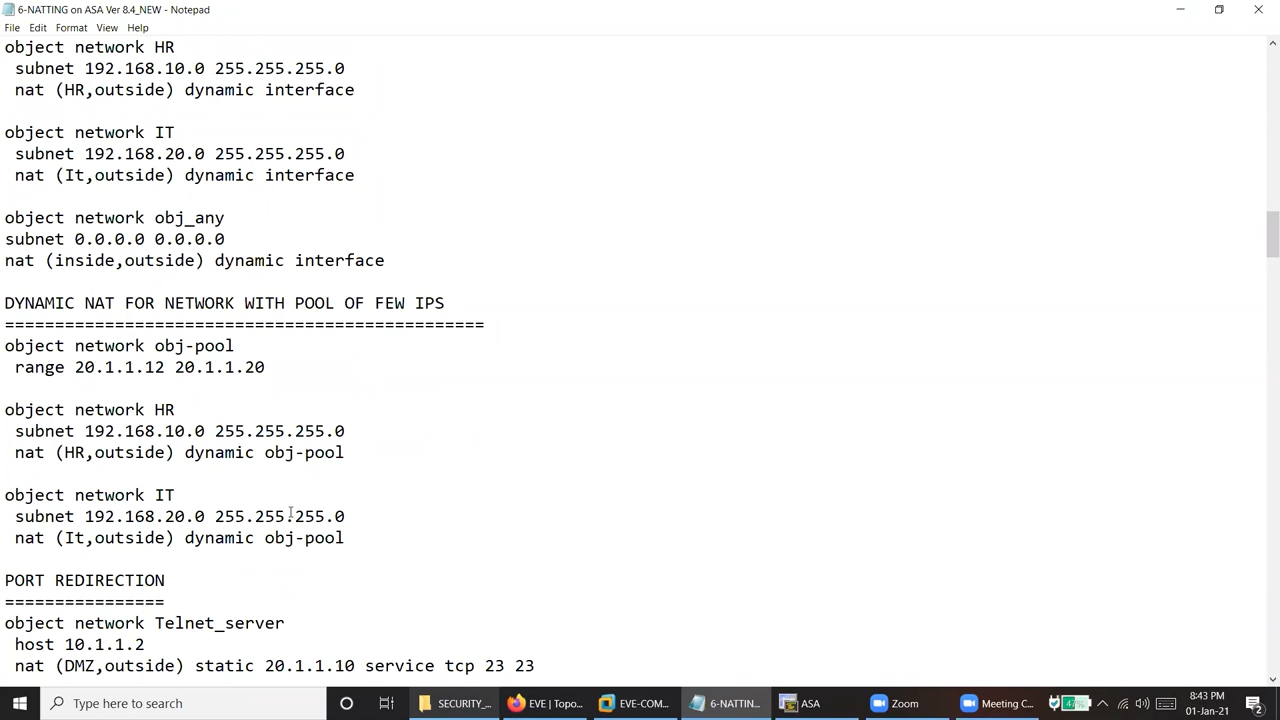 6-NATTING on ASA Ver 8.4_NEW - Notepad
File Edit Format View Help
object network HR
subnet 192.168.10.0 255.255.255.0
nat (HR,outside) dynamic interface
object network IT
subnet 192.168.20.0 255.255.255.0
nat (It,outside) dynamic interface
object network obj_any
subnet 0.0.0.0 0.0.0.0
nat (inside,outside) dynamic interface
DYNAMIC NAT FOR NETWORK WITH POOL OF FEW IPS
================================================
object network obj-pool
range 20.1.1.12 20.1.1.20
object network HR
subnet 192.168.10.0 255.255.255.0
nat (HR,outside) dynamic obj-pool
object network IT
subnet 192.168.20.0 255.255.255.0
nat (It,outside) dynamic obj-pool
PORT REDIRECTION
================
object network Telnet_server
host 10.1.1.2
nat (DMZ,outside) static 20.1.1.10 service tcp 23 23
Type here to search
SECURITY_...
EVE | Topo...
EVE-COM...
6-NATTIN...
ASA
Zoom
Meeting C...
47%
8:43 PM
01-Jan-21
2